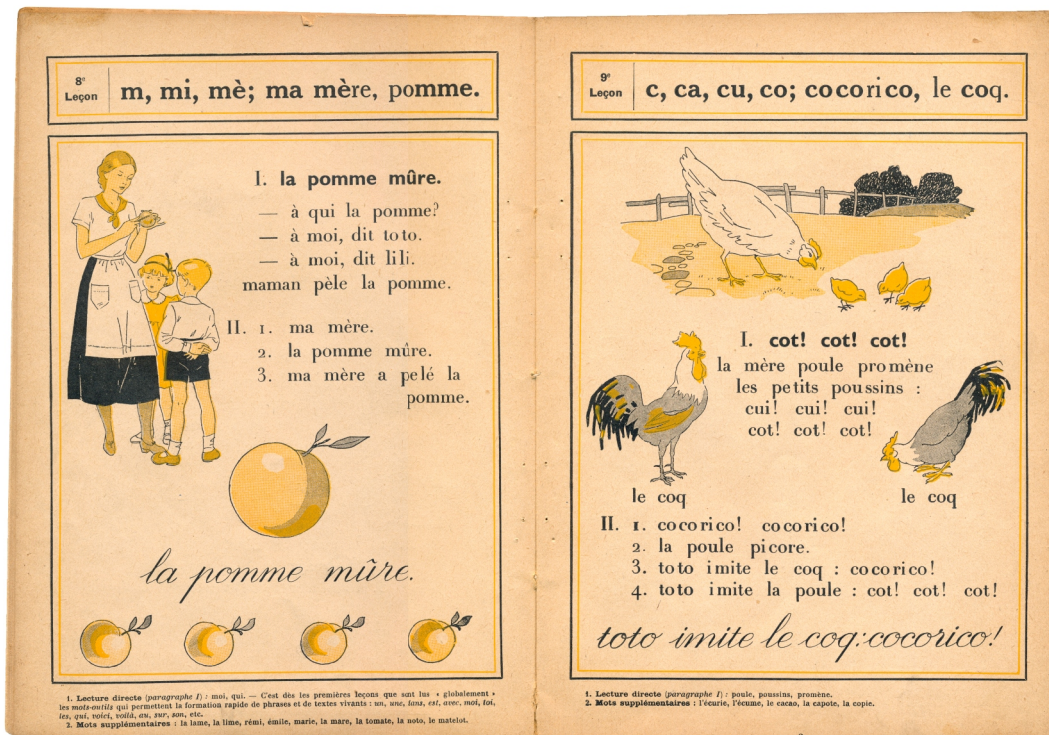 8e
Leçon
m, mi, mè; ma mère, pomme.
I. la pomme mûre.
— à qui la pomme?
— à moi, dit toto.
— à moi, dit lili.
maman pèle la pomme.
II. 1. ma mère.
2. la pomme mûre.
3. ma mère a pelé la
pomme.
la pomme mûre.
1. Lecture directe (paragraphe I) : moi, qui. — C'est dès les premières leçons que sont lus « globalement »
les mots-outils qui permettent la formation rapide de phrases et de textes vivants : un, une, dans, est, avec, moi, toi,
les, qui, voici, voilà, au, sur, son, etc.
2. Mots supplémentaires : la lame, la lime, rémi, émile, marie, la mare, la tomate, la noto, le matelot.
9e
Leçon
c, ca, cu, co; cocorico, le coq.
I. cot! cot! cot!
la mère poule promène
les petits poussins :
cui! cui! cui!
cot! cot! cot!
le coq
le coq
II. 1. cocorico! cocorico!
2. la poule picore.
3. toto imite le coq : cocorico!
4. toto imite la poule : cot! cot! cot!
toto imite le coq: cocorico!
1. Lecture directe (paragraphe I) : poule, poussins, promène.
2. Mots supplémentaires : l'écurie, l'écume, le cacao, la capote, la copie.